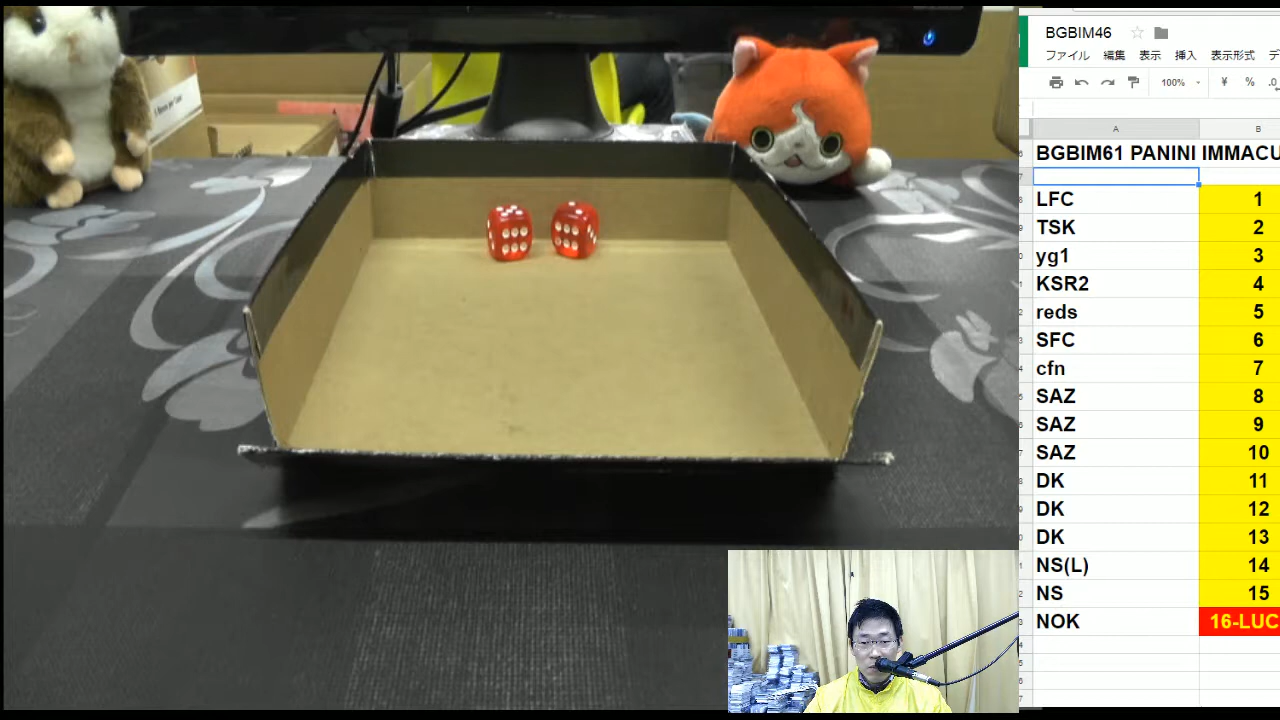 BGBIM46
ファイル 編集 表示 挿入 表示形式 デ
100% ¥ % .0
A B
BGBIM61 PANINI IMMACU
LFC 1
TSK 2
yg1 3
KSR2 4
reds 5
SFC 6
cfn 7
SAZ 8
SAZ 9
SAZ 10
DK 11
DK 12
DK 13
NS(L) 14
NS 15
NOK 16-LUC